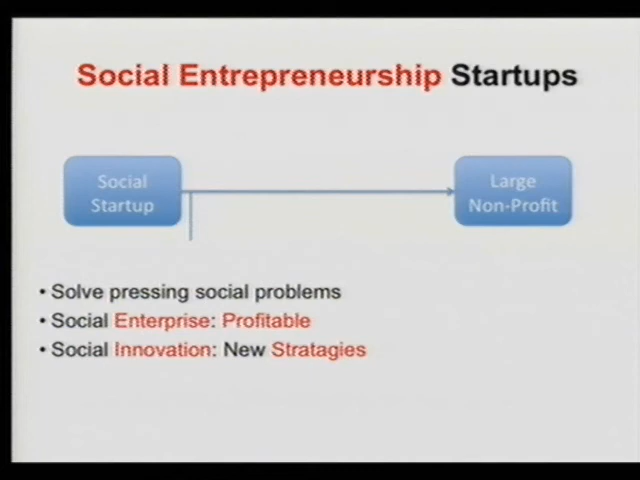 Social Entrepreneurship Startups
Social
Startup
Large
Non-Profit
• Solve pressing social problems
• Social Enterprise: Profitable
• Social Innovation: New Stratagies